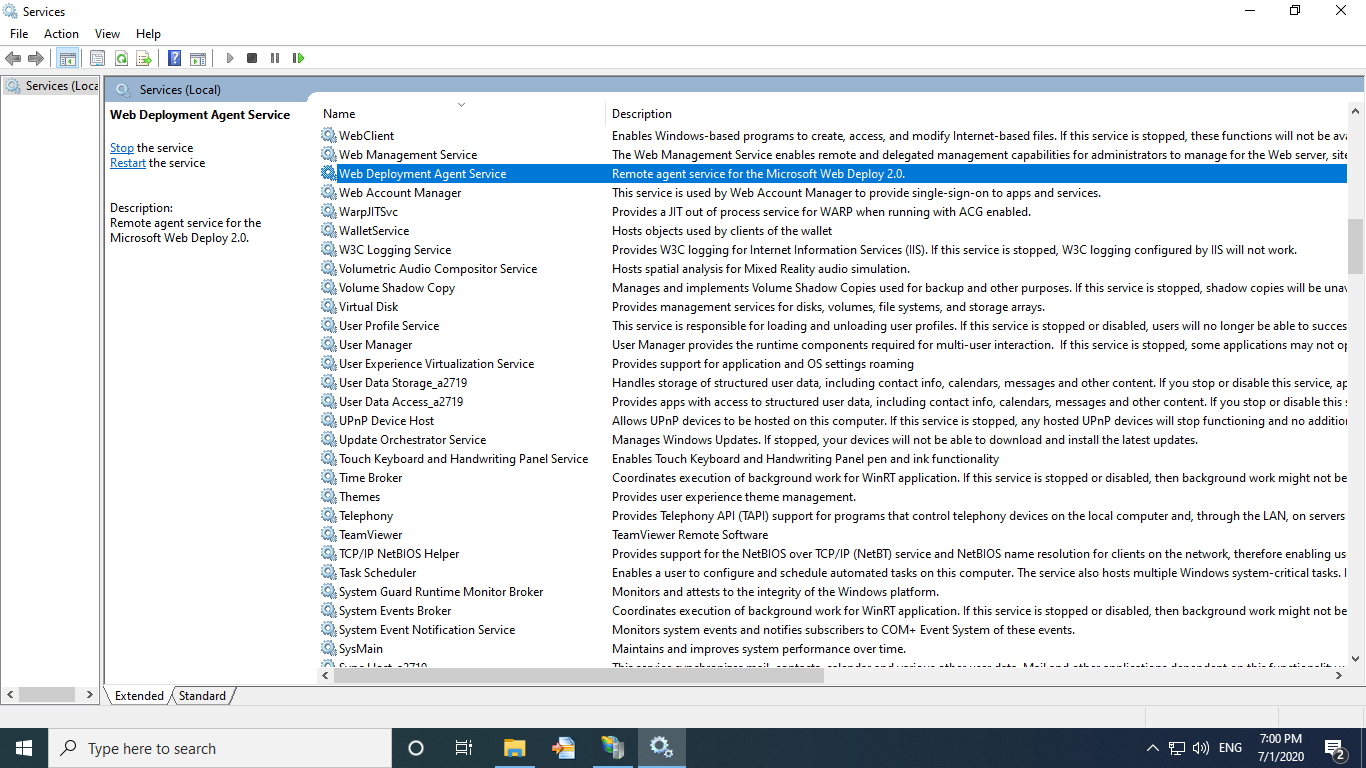 Services
File Action View Help
Services (Loca
Services (Local)
Web Deployment Agent Service
Stop the service
Restart the service
Description:
Remote agent service for the
Microsoft Web Deploy 2.0.
Name Description
WebClient Enables Windows-based programs to create, access, and modify Internet-based files. If this service is stopped, these functions will not be ava
Web Management Service The Web Management Service enables remote and delegated management capabilities for administrators to manage for the Web server, site
Web Deployment Agent Service Remote agent service for the Microsoft Web Deploy 2.0.
Web Account Manager This service is used by Web Account Manager to provide single-sign-on to apps and services.
WarpJITSvc Provides a JIT out of process service for WARP when running with ACG enabled.
WalletService Hosts objects used by clients of the wallet
W3C Logging Service Provides W3C logging for Internet Information Services (IIS). If this service is stopped, W3C logging configured by IIS will not work.
Volumetric Audio Compositor Service Hosts spatial analysis for Mixed Reality audio simulation.
Volume Shadow Copy Manages and implements Volume Shadow Copies used for backup and other purposes. If this service is stopped, shadow copies will be unav
Virtual Disk Provides management services for disks, volumes, file systems, and storage arrays.
User Profile Service This service is responsible for loading and unloading user profiles. If this service is stopped or disabled, users will no longer be able to succes
User Manager User Manager provides the runtime components required for multi-user interaction. If this service is stopped, some applications may not op
User Experience Virtualization Service Provides support for application and OS settings roaming
User Data Storage_a2719 Handles storage of structured user data, including contact info, calendars, messages and other content. If you stop or disable this service, ap
User Data Access_a2719 Provides apps with access to structured user data, including contact info, calendars, messages and other content. If you stop or disable this s
UPnP Device Host Allows UPnP devices to be hosted on this computer. If this service is stopped, any hosted UPnP devices will stop functioning and no addition
Update Orchestrator Service Manages Windows Updates. If stopped, your devices will not be able to download and install the latest updates.
Touch Keyboard and Handwriting Panel Service Enables Touch Keyboard and Handwriting Panel pen and ink functionality
Time Broker Coordinates execution of background work for WinRT application. If this service is stopped or disabled, then background work might not be
Themes Provides user experience theme management.
Telephony Provides Telephony API (TAPI) support for programs that control telephony devices on the local computer and, through the LAN, on servers
TeamViewer TeamViewer Remote Software
TCP/IP NetBIOS Helper Provides support for the NetBIOS over TCP/IP (NetBT) service and NetBIOS name resolution for clients on the network, therefore enabling us
Task Scheduler Enables a user to configure and schedule automated tasks on this computer. The service also hosts multiple Windows system-critical tasks. I
System Guard Runtime Monitor Broker Monitors and attests to the integrity of the Windows platform.
System Events Broker Coordinates execution of background work for WinRT application. If this service is stopped or disabled, then background work might not be
System Event Notification Service Monitors system events and notifies subscribers to COM+ Event System of these events.
SysMain Maintains and improves system performance over time.
Sync Host_a2719 This service synchronizes mail, contacts, calendar and various other user data. Mail and other applications dependent on this functionality w
Extended Standard
Type here to search
ENG
7:00 PM
7/1/2020
2